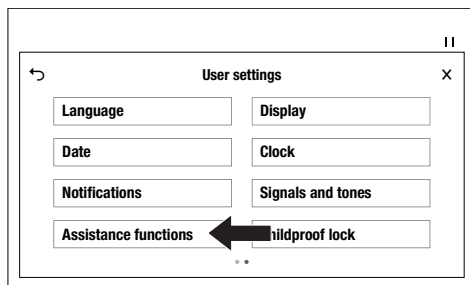 User settings
Language
Display
Date
Clock
Notifications
Signals and tones
Assistance functions
hildproof lock